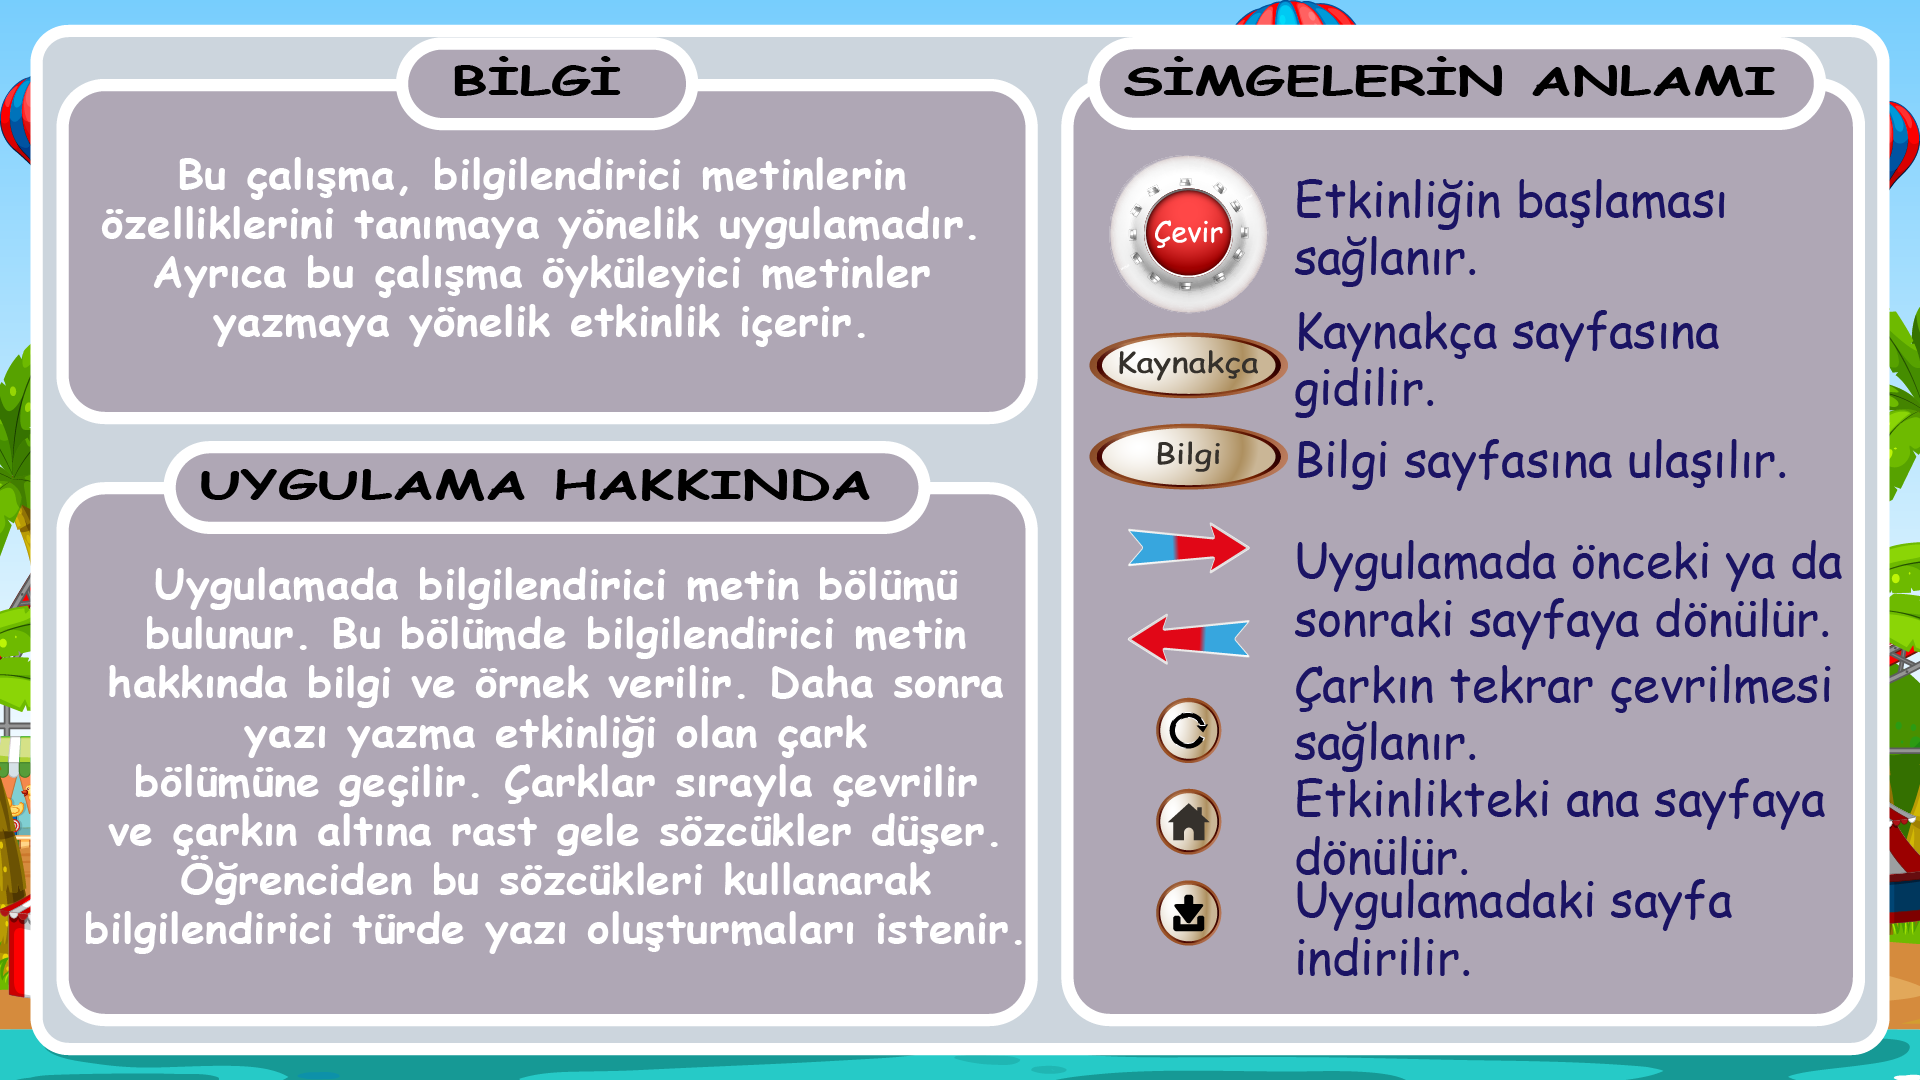 BİLGİ
Bu çalışma, bilgilendirici metinlerin
özelliklerini tanımaya yönelik uygulamadır.
Ayrıca bu çalışma öyküleyici metinler
yazmaya yönelik etkinlik içerir.
UYGULAMA HAKKINDA
Uygulamada bilgilendirici metin bölümü
bulunur. Bu bölümde bilgilendirici metin
hakkında bilgi ve örnek verilir. Daha sonra
yazı yazma etkinliği olan çark
bölümüne geçilir. Çarklar sırayla çevrilir
ve çarkın altına rast gele sözcükler düşer.
Öğrenciden bu sözcükleri kullanarak
bilgilendirici türde yazı oluşturmaları istenir.
SİMGELERİN ANLAMI
Çevir
Etkinliğin başlaması
sağlanır.
Kaynakça
Kaynakça sayfasına
gidilir.
Bilgi
Bilgi sayfasına ulaşılır.
Uygulamada önceki ya da
sonraki sayfaya dönülür.
Çarkın tekrar çevrilmesi
sağlanır.
Etkinlikteki ana sayfaya
dönülür.
Uygulamadaki sayfa
indirilir.